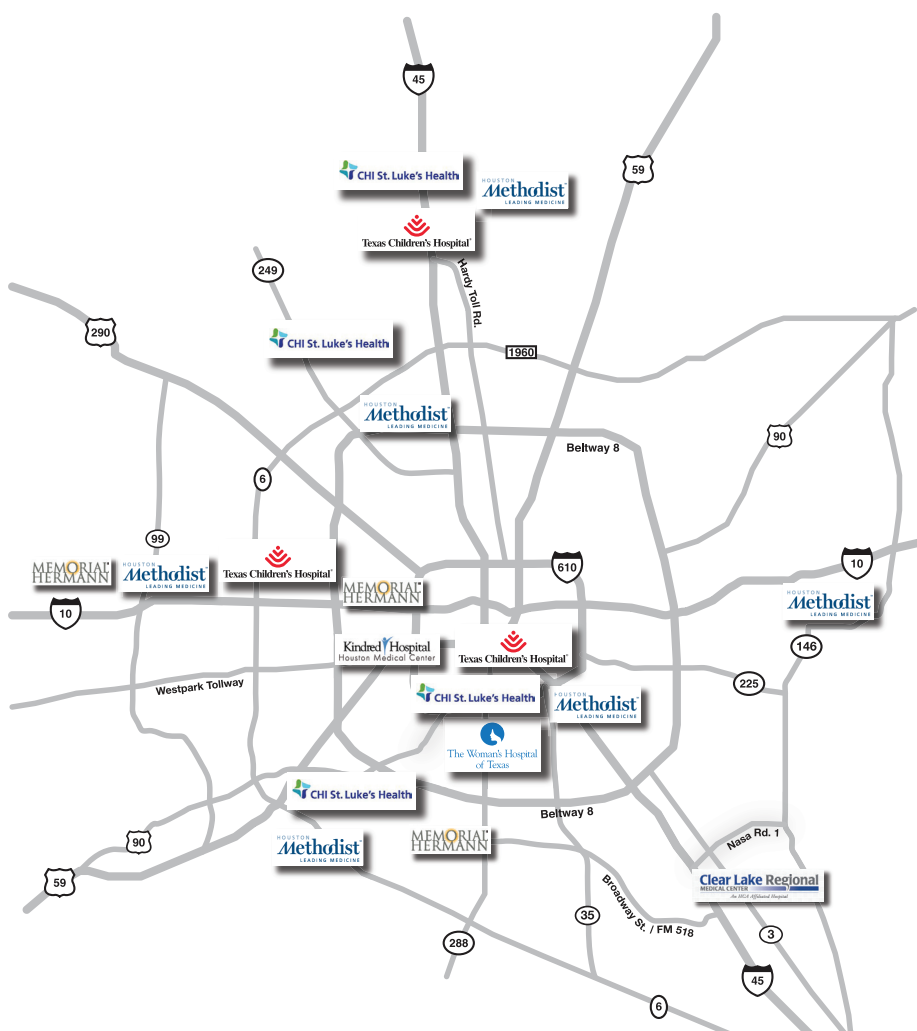 45
59
CHI St. Luke's Health
HOUSTON
Methodist
LEADING MEDICINE
Texas Children's Hospital
249
Hardy Toll Rd.
290
CHI St. Luke's Health
1960
HOUSTON
Methodist
LEADING MEDICINE
Beltway 8
90
6
99
MEMORIAL
HERMANN
HOUSTON
Methodist
LEADING MEDICINE
Texas Children's Hospital
610
10
MEMORIAL
HERMANN
HOUSTON
Methodist
LEADING MEDICINE
10
Kindred Hospital
Houston Medical Center
Texas Children's Hospital
146
Westpark Tollway
225
CHI St. Luke's Health
HOUSTON
Methodist
LEADING MEDICINE
The Woman's Hospital
of Texas
CHI St. Luke's Health
Beltway 8
90
HOUSTON
Methodist
LEADING MEDICINE
MEMORIAL
HERMANN
Nasa Rd. 1
59
Clear Lake Regional
MEDICAL CENTER
An HCA Affiliated Hospital
Broadway St. / FM 518
35
288
3
45
6